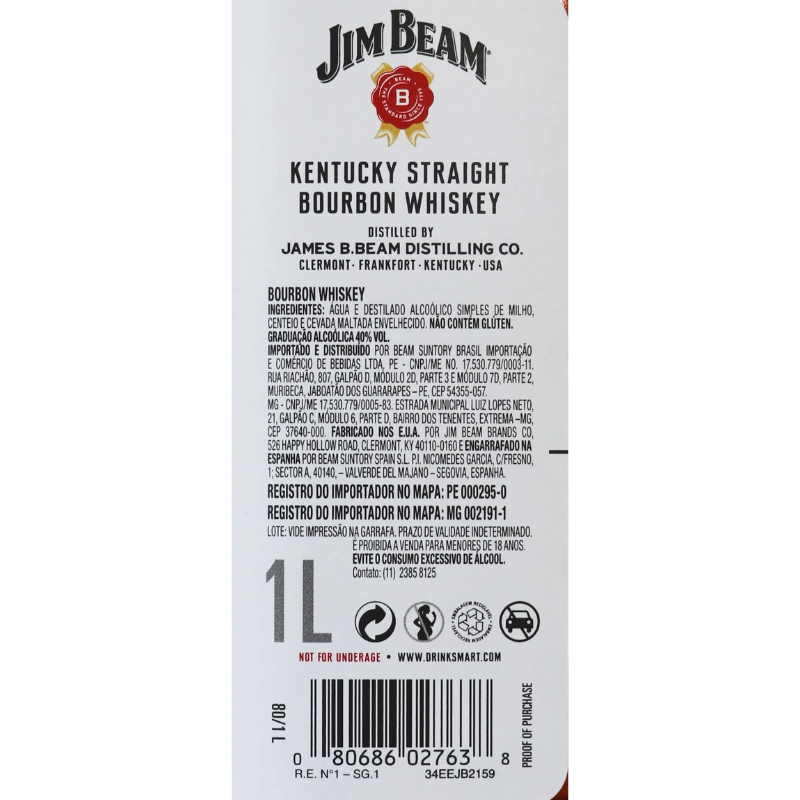 JIM BEAM
BEAM
THE STANDARD SINCE 1795
B
KENTUCKY STRAIGHT
BOURBON WHISKEY
DISTILLED BY
JAMES B.BEAM DISTILLING CO.
CLERMONT· FRANKFORT · KENTUCKY · USA
BOURBON WHISKEY
INGREDIENTES: ÁGUA E DESTILADO ALCOÓLICO SIMPLES DE MILHO,
CENTEIO E CEVADA MALTADA ENVELHECIDO. NÃO CONTÉM GLÚTEN.
GRADUAÇÃO ALCOÓLICA 40% VOL.
IMPORTADO E DISTRIBUÍDO POR BEAM SUNTORY BRASIL IMPORTAÇÃO
E COMÉRCIO DE BEBIDAS LTDA, PE - CNPJ/ME NO. 17.530.779/0003-11.
RUA RIACHÃO, 807, GALPÃO D, MÓDULO 2D, PARTE 3 E MÓDULO 7D, PARTE 2,
MURIBECA, JABOATÃO DOS GUARARAPES – PE, CEP 54355-057.
MG - CNPJ/ME 17,530.779/0005-83. ESTRADA MUNICIPAL LUIZ LOPES NETO,
21, GALPÃO C, MÓDULO 6, PARTE D, BAIRRO DOS TENENTES, EXTREMA –MG,
CEP 37640-000. FABRICADO NOS E.U.A. POR JIM BEAM BRANDS CO,
526 HAPPY HOLLOW ROAD, CLERMONT, KY 40110-0160 E ENGARRAFADO NA
ESPANHA POR BEAM SUNTORY SPAIN S.L. P.I. NICOMEDES GARCIA, C/FRESNO,
1; SECTOR A, 40140, – VALVERDE DEL MAJANO – SEGOVIA, ESPANHA.
REGISTRO DO IMPORTADOR NO MAPA: PE 000295-0
REGISTRO DO IMPORTADOR NO MAPA: MG 002191-1
LOTE: VIDE IMPRESSÃO NA GARRAFA. PRAZO DE VALIDADE INDETERMINADO.
É PROIBIDA A VENDA PARA MENORES DE 18 ANOS.
EVITE O CONSUMO EXCESSIVO DE ÁLCOOL.
Contato: (11) 2385 8125
1L
EMBALAGEM RECICLÁVEL
EMBALAGEM RECICLÁVEL
NOT FOR UNDERAGE • WWW.DRINKSMART.COM
80/1 L
0 80686 02763 8
R.E. Nº1 – SG.1 34EEJB2159
PROOF OF PURCHASE